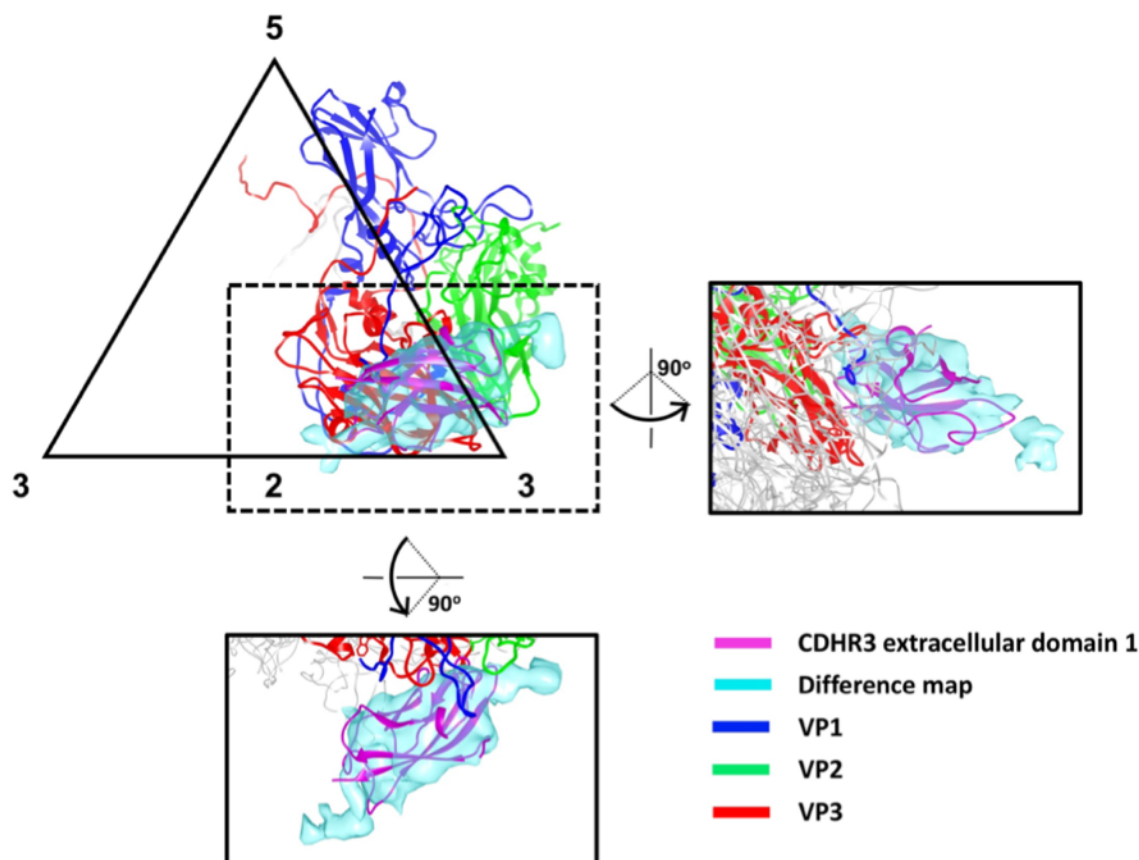 5
3
2
3
90°
90°
CDHR3 extracellular domain 1
Difference map
VP1
VP2
VP3